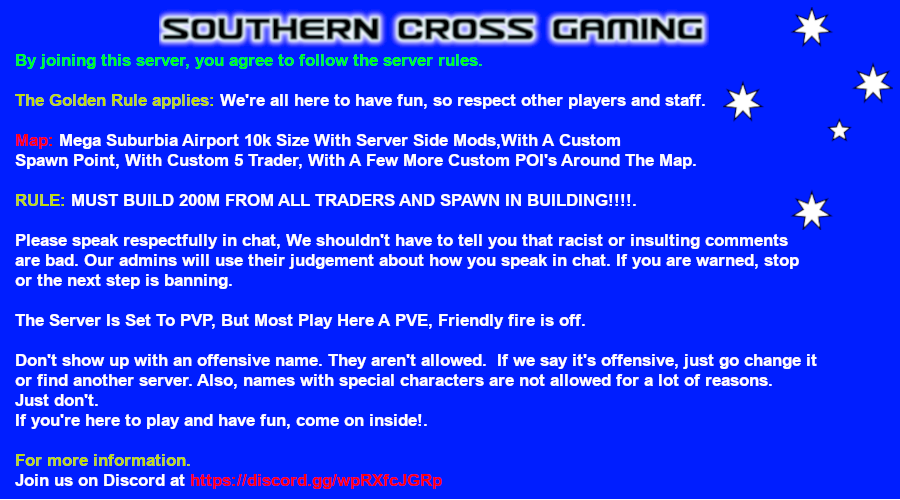 SOUTHERN CROSS GAMING
By joining this server, you agree to follow the server rules.
The Golden Rule applies: We're all here to have fun, so respect other players and staff.
Map: Mega Suburbia Airport 10k Size With Server Side Mods,With A Custom
Spawn Point, With Custom 5 Trader, With A Few More Custom POI's Around The Map.
RULE: MUST BUILD 200M FROM ALL TRADERS AND SPAWN IN BUILDING!!!!.
Please speak respectfully in chat, We shouldn't have to tell you that racist or insulting comments
are bad. Our admins will use their judgement about how you speak in chat. If you are warned, stop
or the next step is banning.
The Server Is Set To PVP, But Most Play Here A PVE, Friendly fire is off.
Don't show up with an offensive name. They aren't allowed.  If we say it's offensive, just go change it
or find another server. Also, names with special characters are not allowed for a lot of reasons.
Just don't.
If you're here to play and have fun, come on inside!.
For more information.
Join us on Discord at https://discord.gg/wpRXfcJGRp